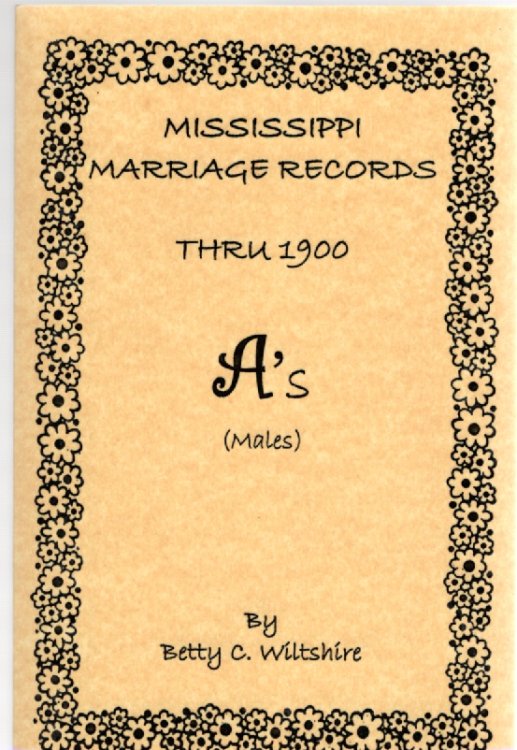 MISSISSIPPI
MARRIAGE RECORDS
THRU 1900
A's
(Males)
By
Betty C. Wiltshire